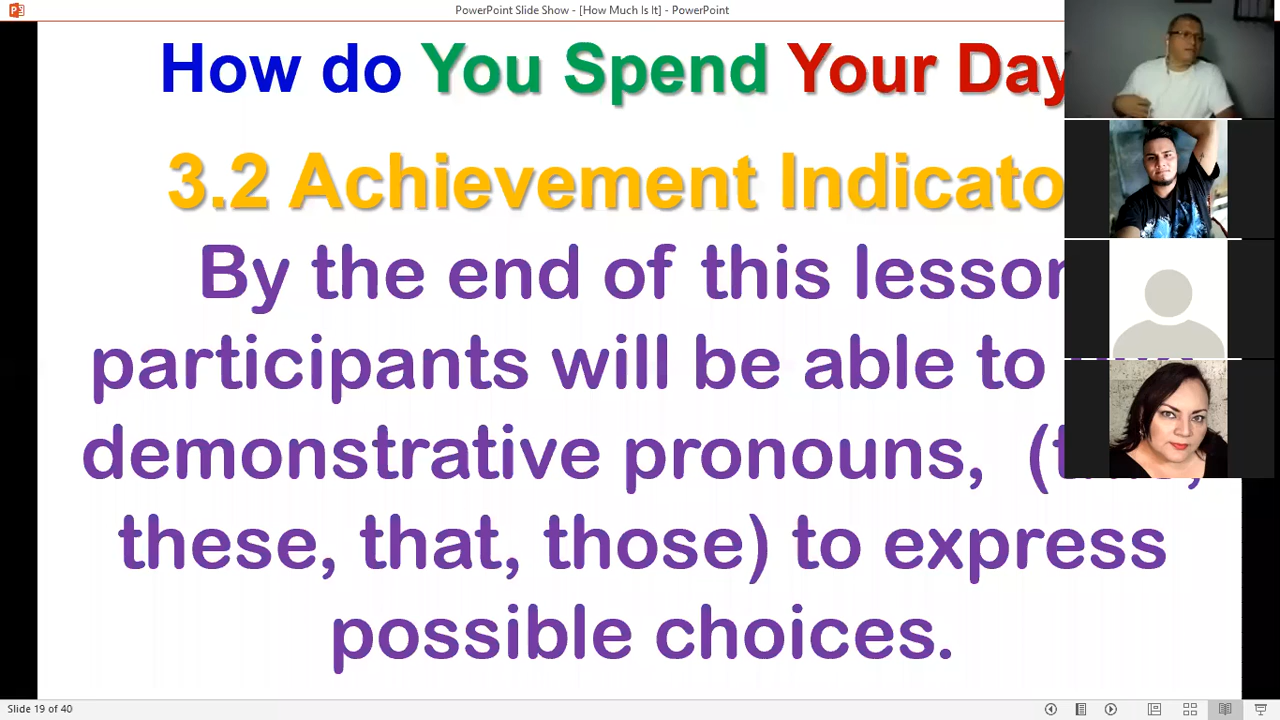 PowerPoint Slide Show - [How Much Is It] - PowerPoint
How do You Spend Your Day
3.2 Achievement Indicato
By the end of this lesson
participants will be able to
demonstrative pronouns, (
these, that, those) to express
possible choices.
Slide 19 of 40